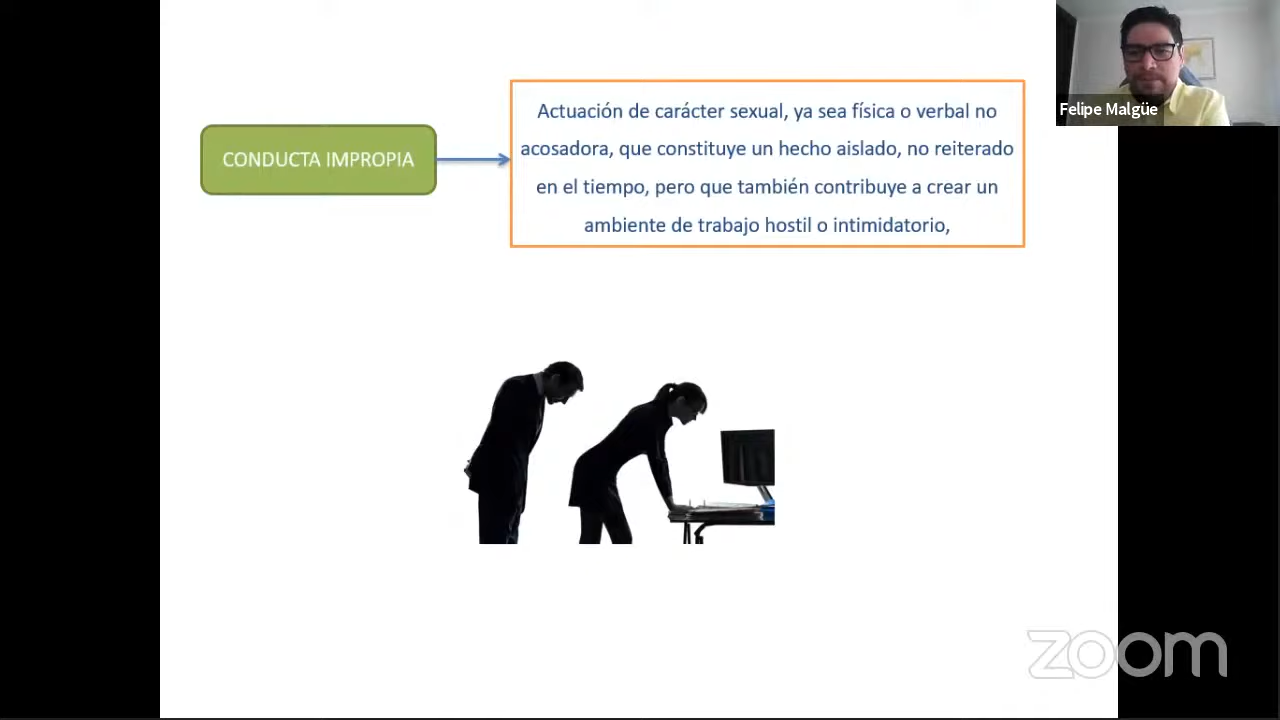 CONDUCTA IMPROPIA
Actuación de carácter sexual, ya sea física o verbal no
acosadora, que constituye un hecho aislado, no reiterado
en el tiempo, pero que también contribuye a crear un
ambiente de trabajo hostil o intimidatorio,
Felipe Malgüe
zoom